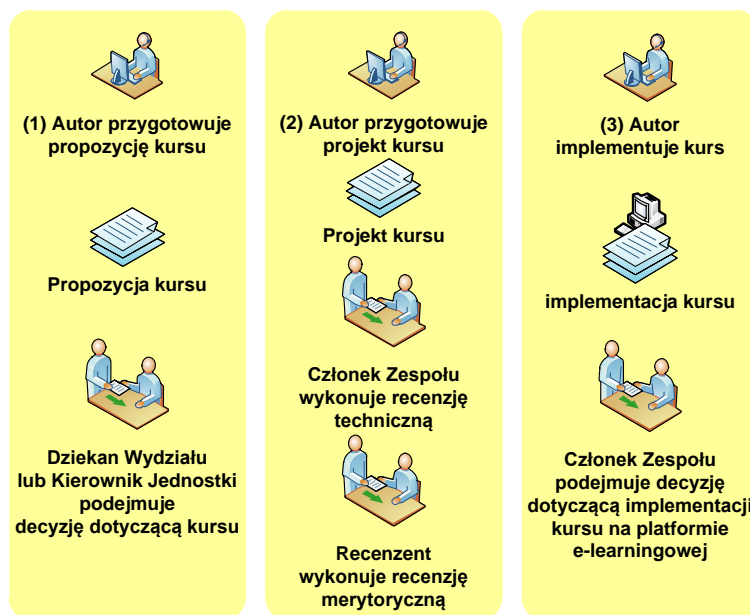 (1) Autor przygotowuje
propozycję kursu
Propozycja kursu
Dziekan Wydziału
lub Kierownik Jednostki
podejmuje
decyzję dotyczącą kursu
(2) Autor przygotowuje
projekt kursu
Projekt kursu
Członek Zespołu
wykonuje recenzję
techniczną
Recenzent
wykonuje recenzję
merytoryczną
(3) Autor
implementuje kurs
implementacja kursu
Członek Zespołu
podejmuje decyzję
dotyczącą implementacji
kursu na platformie
e-learningowej